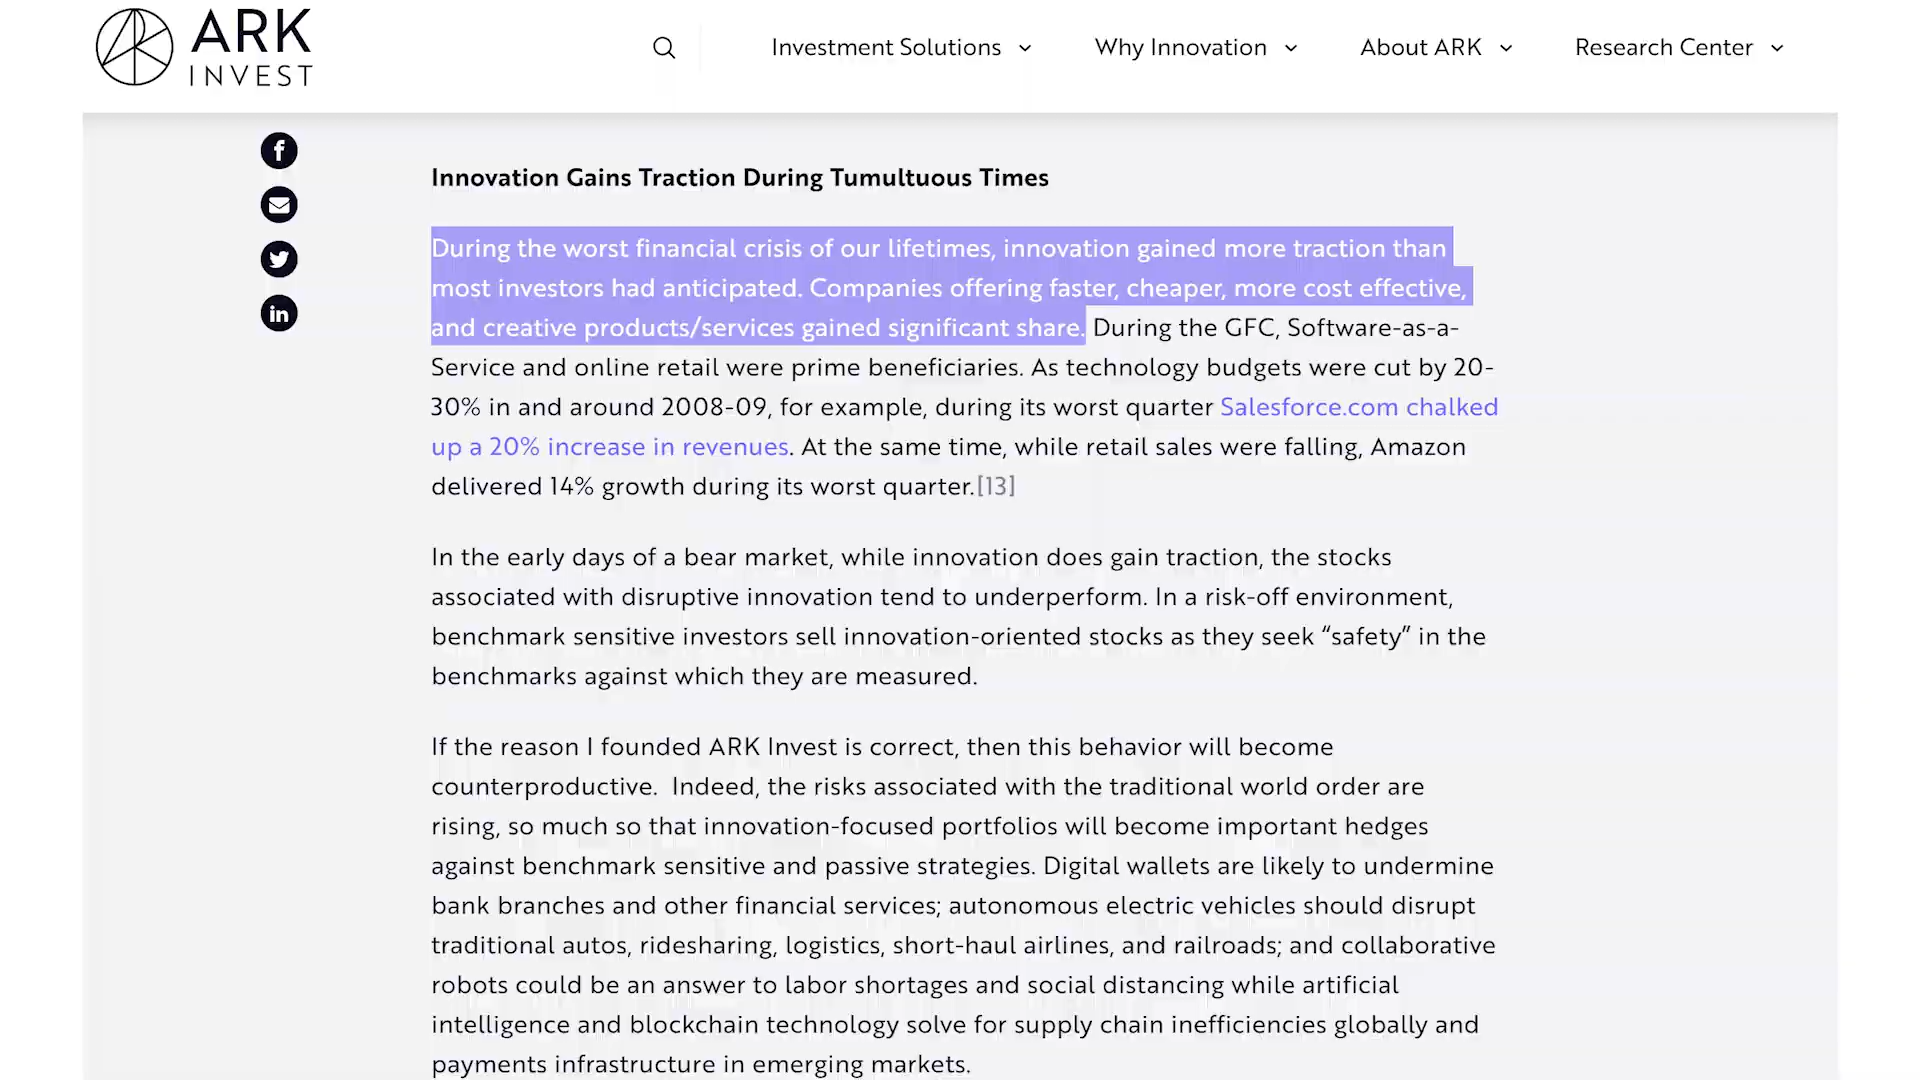 ARK
INVEST
Investment Solutions
Why Innovation
About ARK
Research Center
Innovation Gains Traction During Tumultuous Times
During the worst financial crisis of our lifetimes, innovation gained more traction than
most investors had anticipated. Companies offering faster, cheaper, more cost effective,
and creative products/services gained significant share. During the GFC, Software-as-a-
Service and online retail were prime beneficiaries. As technology budgets were cut by 20-
30% in and around 2008-09, for example, during its worst quarter Salesforce.com chalked
up a 20% increase in revenues. At the same time, while retail sales were falling, Amazon
delivered 14% growth during its worst quarter.[13]
In the early days of a bear market, while innovation does gain traction, the stocks
associated with disruptive innovation tend to underperform. In a risk-off environment,
benchmark sensitive investors sell innovation-oriented stocks as they seek “safety” in the
benchmarks against which they are measured.
If the reason I founded ARK Invest is correct, then this behavior will become
counterproductive.  Indeed, the risks associated with the traditional world order are
rising, so much so that innovation-focused portfolios will become important hedges
against benchmark sensitive and passive strategies. Digital wallets are likely to undermine
bank branches and other financial services; autonomous electric vehicles should disrupt
traditional autos, ridesharing, logistics, short-haul airlines, and railroads; and collaborative
robots could be an answer to labor shortages and social distancing while artificial
intelligence and blockchain technology solve for supply chain inefficiencies globally and
payments infrastructure in emerging markets.